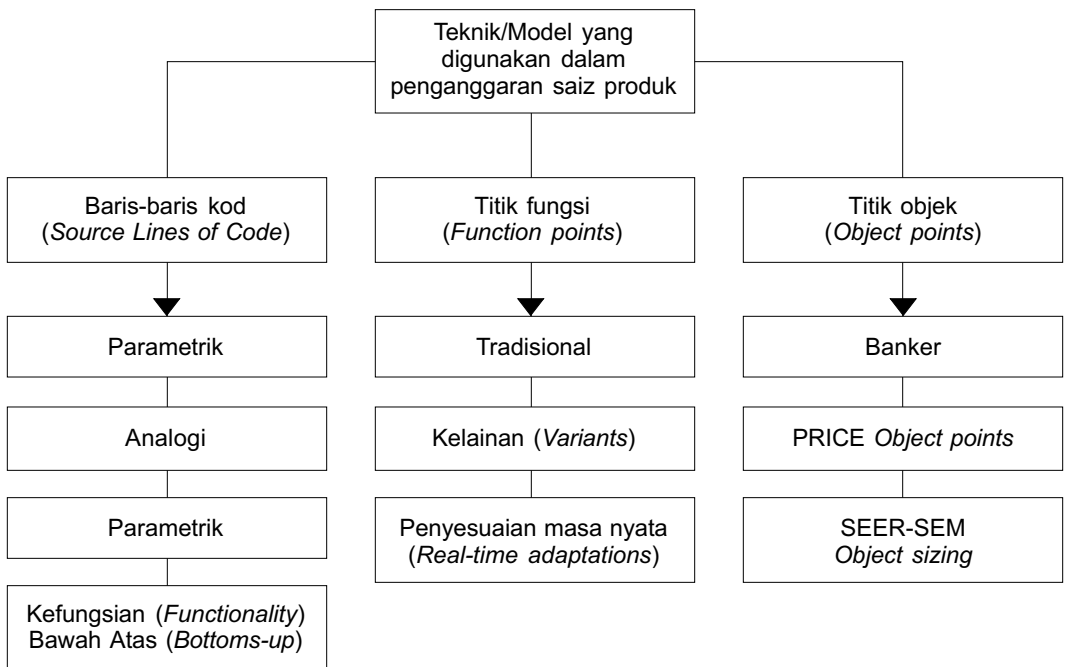 Teknik/Model yang
digunakan dalam
penganggaran saiz produk
Baris-baris kod
(Source Lines of Code)
Titik fungsi
(Function points)
Titik objek
(Object points)
Parametrik
Tradisional
Banker
Analogi
Kelainan (Variants)
PRICE Object points
Parametrik
Penyesuaian masa nyata
(Real-time adaptations)
SEER-SEM
Object sizing
Kefungsian (Functionality)
Bawah Atas (Bottoms-up)